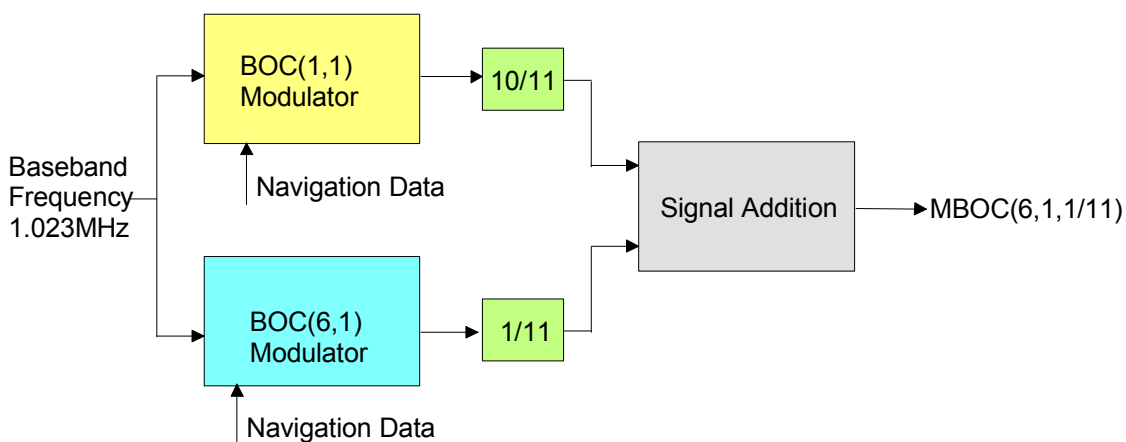 BOC(1,1)
Modulator
10/11
Baseband
Frequency
1.023MHz
Navigation Data
Signal Addition
MBOC(6,1,1/11)
BOC(6,1)
Modulator
1/11
Navigation Data